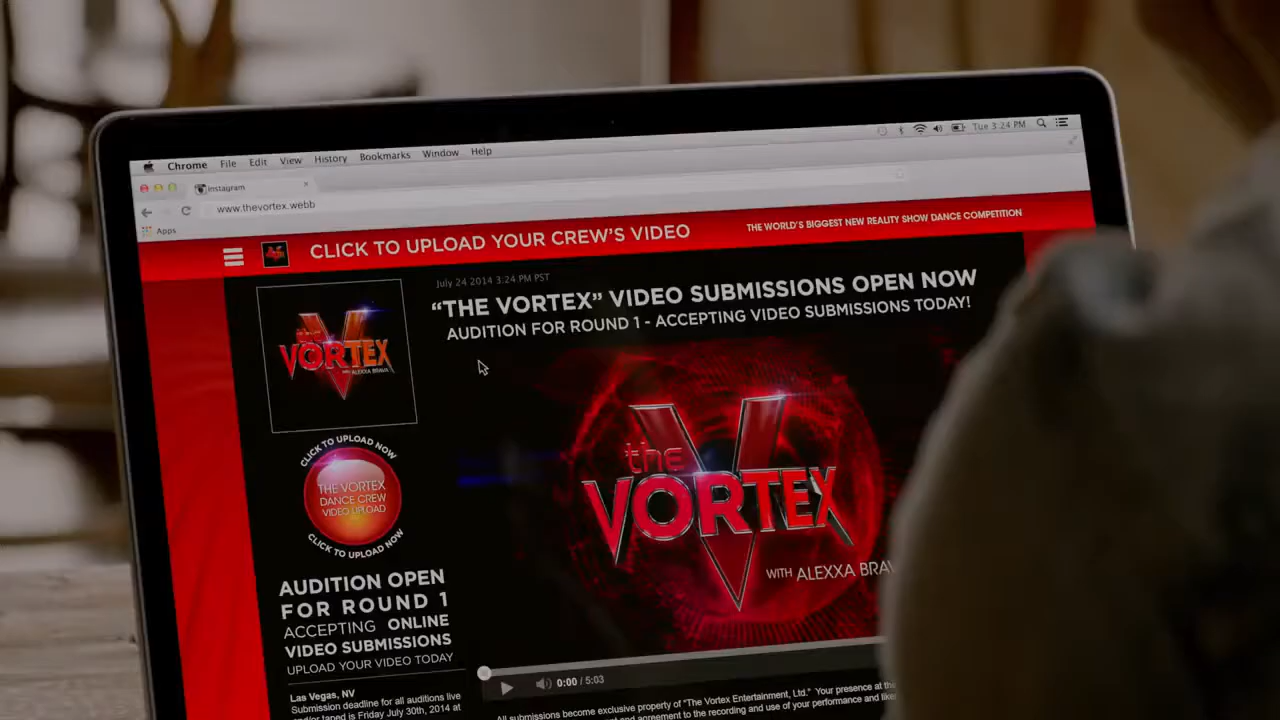 Chrome File Edit View History Bookmarks Window Help
Tue 3:24 PM
Instagram
www.thevortex.webb
Apps
CLICK TO UPLOAD YOUR CREW'S VIDEO
THE WORLD'S BIGGEST NEW REALITY SHOW DANCE COMPETITION
July 24 2014 3:24 PM PST
"THE VORTEX" VIDEO SUBMISSIONS OPEN NOW
AUDITION FOR ROUND 1 - ACCEPTING VIDEO SUBMISSIONS TODAY!
the
VORTEX
WITH ALEXXA BRAVA
CLICK TO UPLOAD NOW
THE VORTEX
DANCE CREW
VIDEO UPLOAD
CLICK TO UPLOAD NOW
AUDITION OPEN
FOR ROUND 1
ACCEPTING ONLINE
VIDEO SUBMISSIONS
UPLOAD YOUR VIDEO TODAY
Las Vegas, NV
Submission deadline for all auditions live
and/or taped is Friday July 30th, 2014 at
V
the
VORTEX
WITH ALEXXA BRAV
0:00 / 5:03
All submissions become exclusive property of "The Vortex Entertainment, Ltd." Your presence at the
and agreement to the recording and use of your performance and